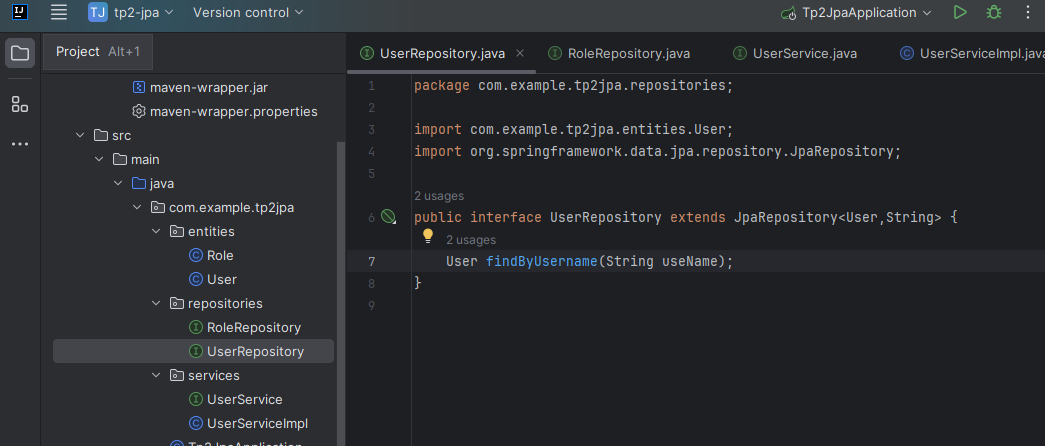 TJ tp2-jpa Version control Tp2JpaApplication
Project Alt+1
UserRepository.java RoleRepository.java UserService.java UserServiceImpl.java
maven-wrapper.jar
maven-wrapper.properties
src
main
java
com.example.tp2jpa
entities
Role
User
repositories
RoleRepository
UserRepository
services
UserService
UserServiceImpl
Tp2JpaApplication
1 package com.example.tp2jpa.repositories;
2
3 import com.example.tp2jpa.entities.User;
4 import org.springframework.data.jpa.repository.JpaRepository;
5
2 usages
6 public interface UserRepository extends JpaRepository<User,String> {
2 usages
7 User findByUsername(String useName);
8 }
9